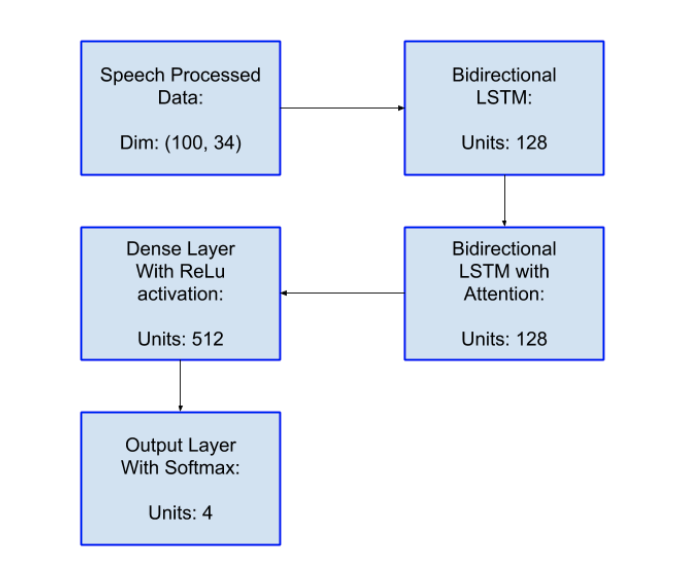 Speech Processed
Data:
Dim: (100, 34)
Bidirectional
LSTM:
Units: 128
Bidirectional
LSTM with
Attention:
Units: 128
Dense Layer
With ReLu
activation:
Units: 512
Output Layer
With Softmax:
Units: 4